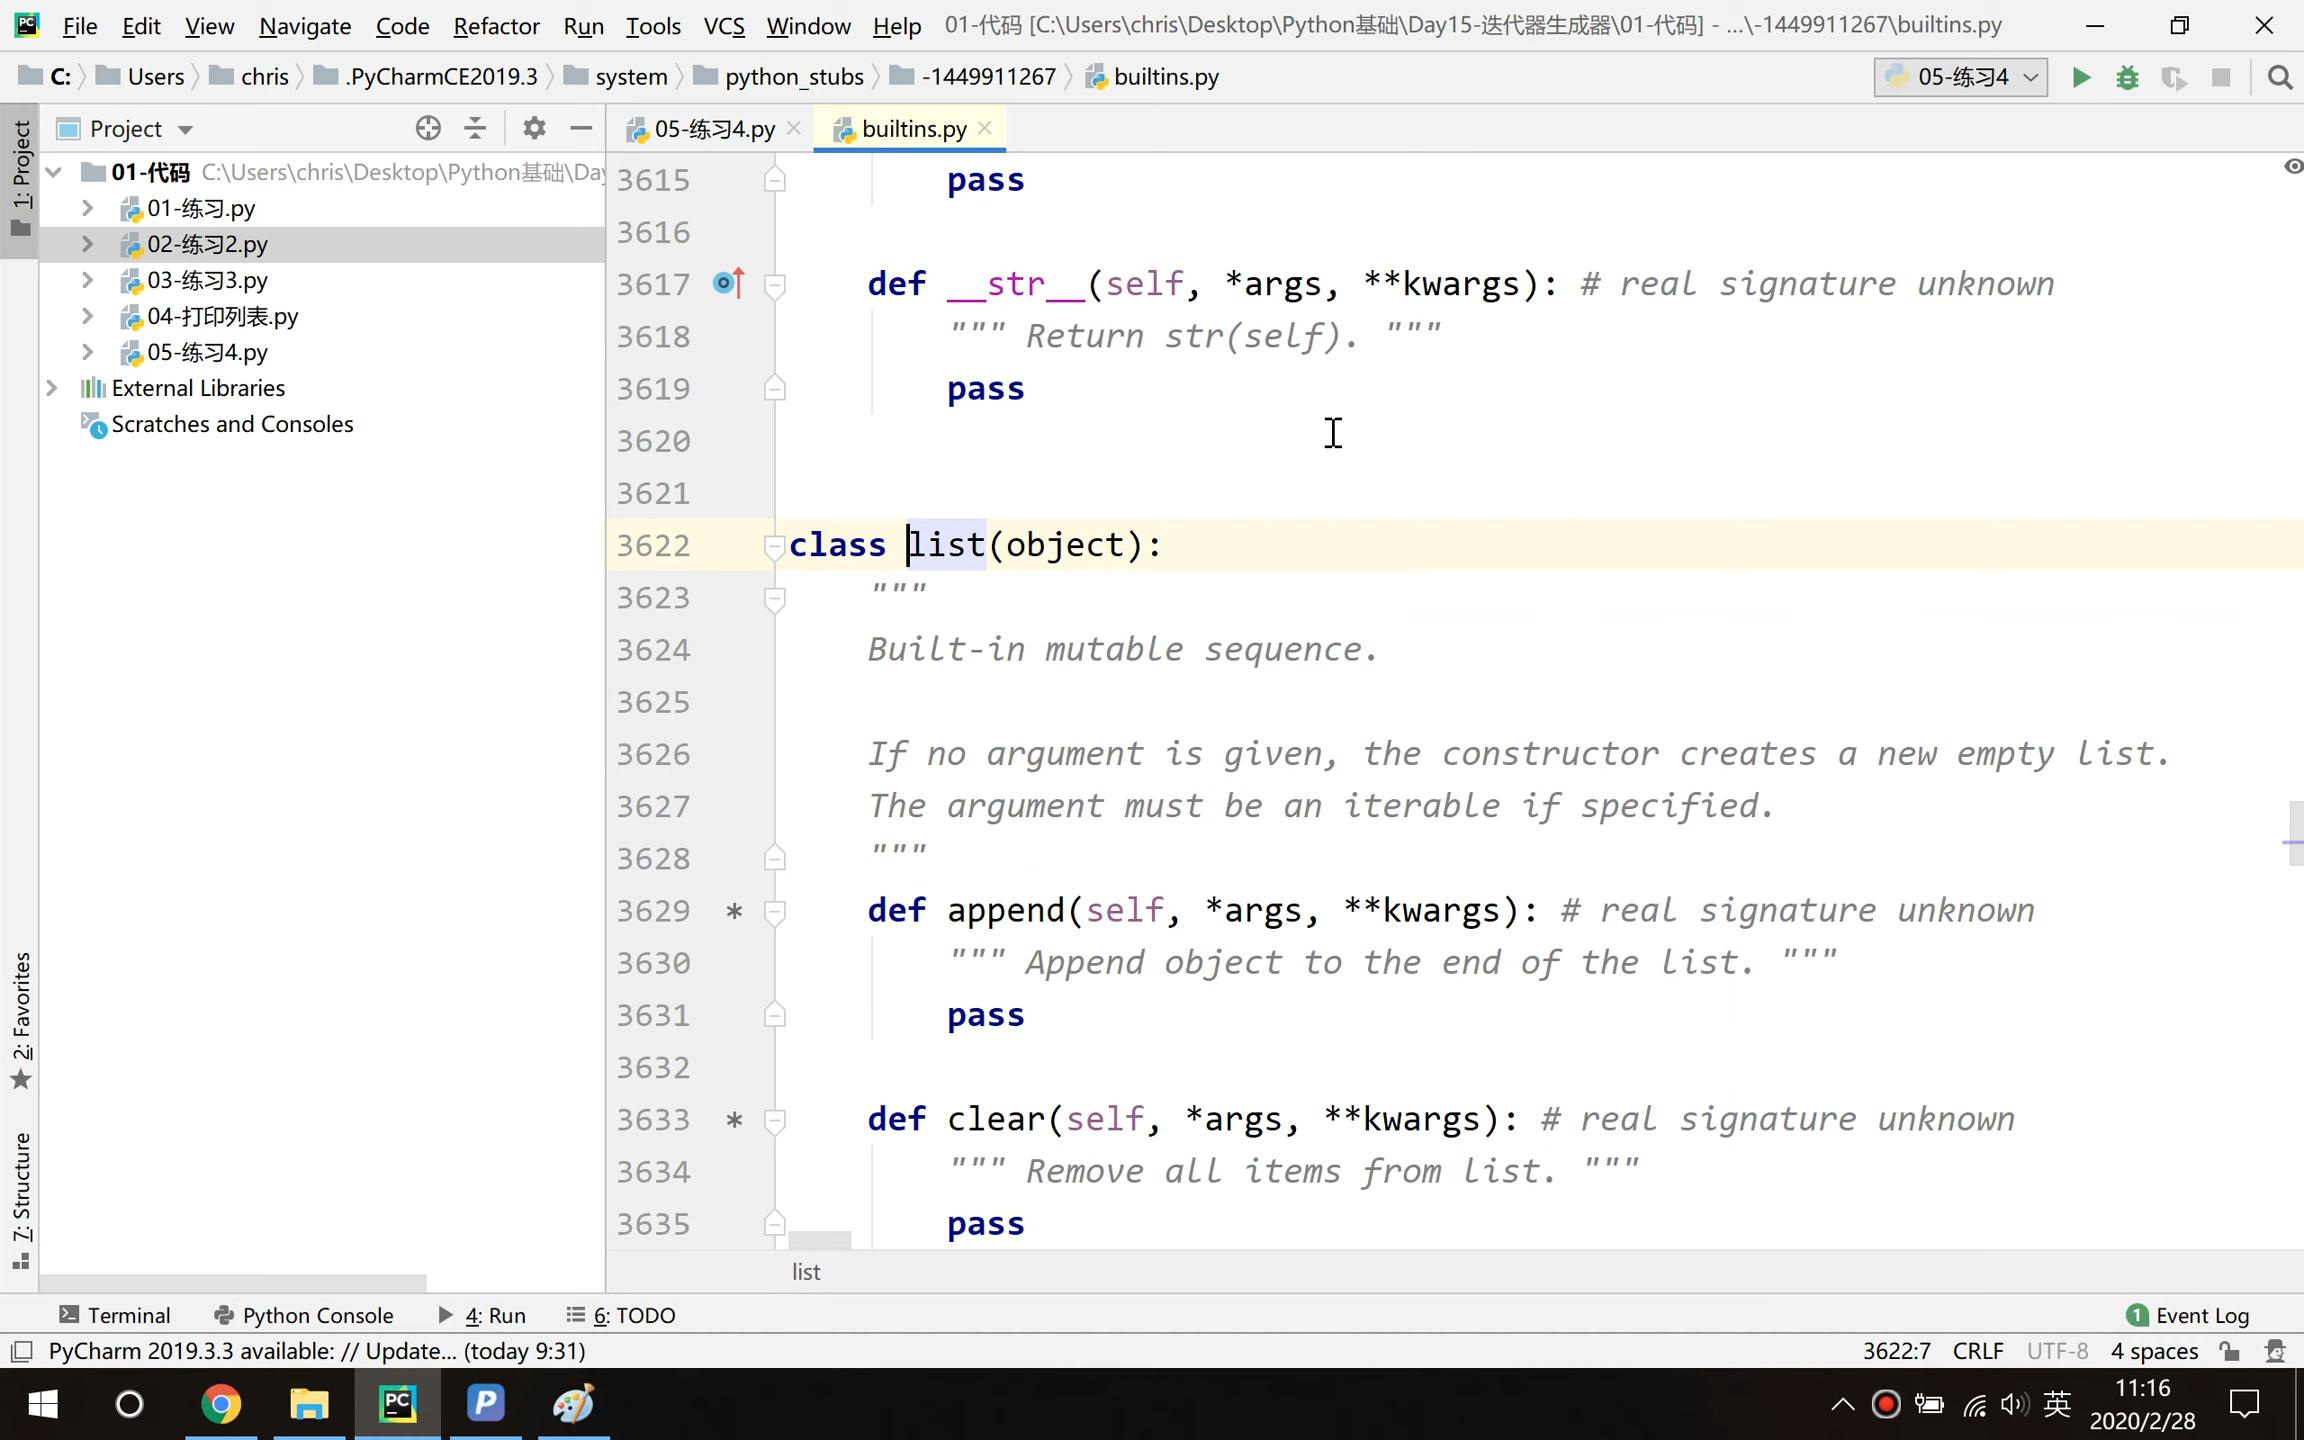 File Edit View Navigate Code Refactor Run Tools VCS Window Help 01-代码 [C:\Users\chris\Desktop\Python基础\Day15-迭代器生成器\01-代码] - ...\-1449911267\builtins.py
C: Users chris .PyCharmCE2019.3 system python_stubs -1449911267 builtins.py 05-练习4
1: Project
2: Favorites
7: Structure
Project
01-代码 C:\Users\chris\Desktop\Python基础\Day
01-练习.py
02-练习2.py
03-练习3.py
04-打印列表.py
05-练习4.py
External Libraries
Scratches and Consoles
05-练习4.py builtins.py
3615 pass
3616
3617 def __str__(self, *args, **kwargs): # real signature unknown
3618 """ Return str(self). """
3619 pass
3620
3621
3622 class list(object):
3623 """
3624 Built-in mutable sequence.
3625
3626 If no argument is given, the constructor creates a new empty list.
3627 The argument must be an iterable if specified.
3628 """
3629 * def append(self, *args, **kwargs): # real signature unknown
3630 """ Append object to the end of the list. """
3631 pass
3632
3633 * def clear(self, *args, **kwargs): # real signature unknown
3634 """ Remove all items from list. """
3635 pass
list
Terminal Python Console 4: Run 6: TODO 1 Event Log
PyCharm 2019.3.3 available: // Update... (today 9:31) 3622:7 CRLF UTF-8 4 spaces
PC P 英 11:16
2020/2/28